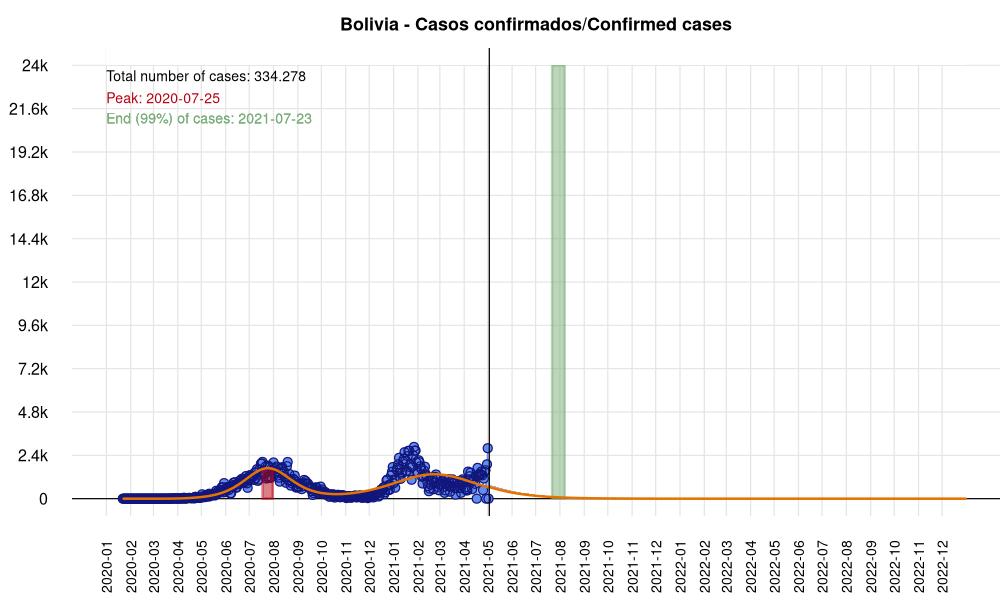 Bolivia - Casos confirmados/Confirmed cases
Total number of cases: 334.278
Peak: 2020-07-25
End (99%) of cases: 2021-07-23
24k
21.6k
19.2k
16.8k
14.4k
12k
9.6k
7.2k
4.8k
2.4k
0
2020-01
2020-02
2020-03
2020-04
2020-05
2020-06
2020-07
2020-08
2020-09
2020-10
2020-11
2020-12
2021-01
2021-02
2021-03
2021-04
2021-05
2021-06
2021-07
2021-08
2021-09
2021-10
2021-11
2021-12
2022-01
2022-02
2022-03
2022-04
2022-05
2022-06
2022-07
2022-08
2022-09
2022-10
2022-11
2022-12